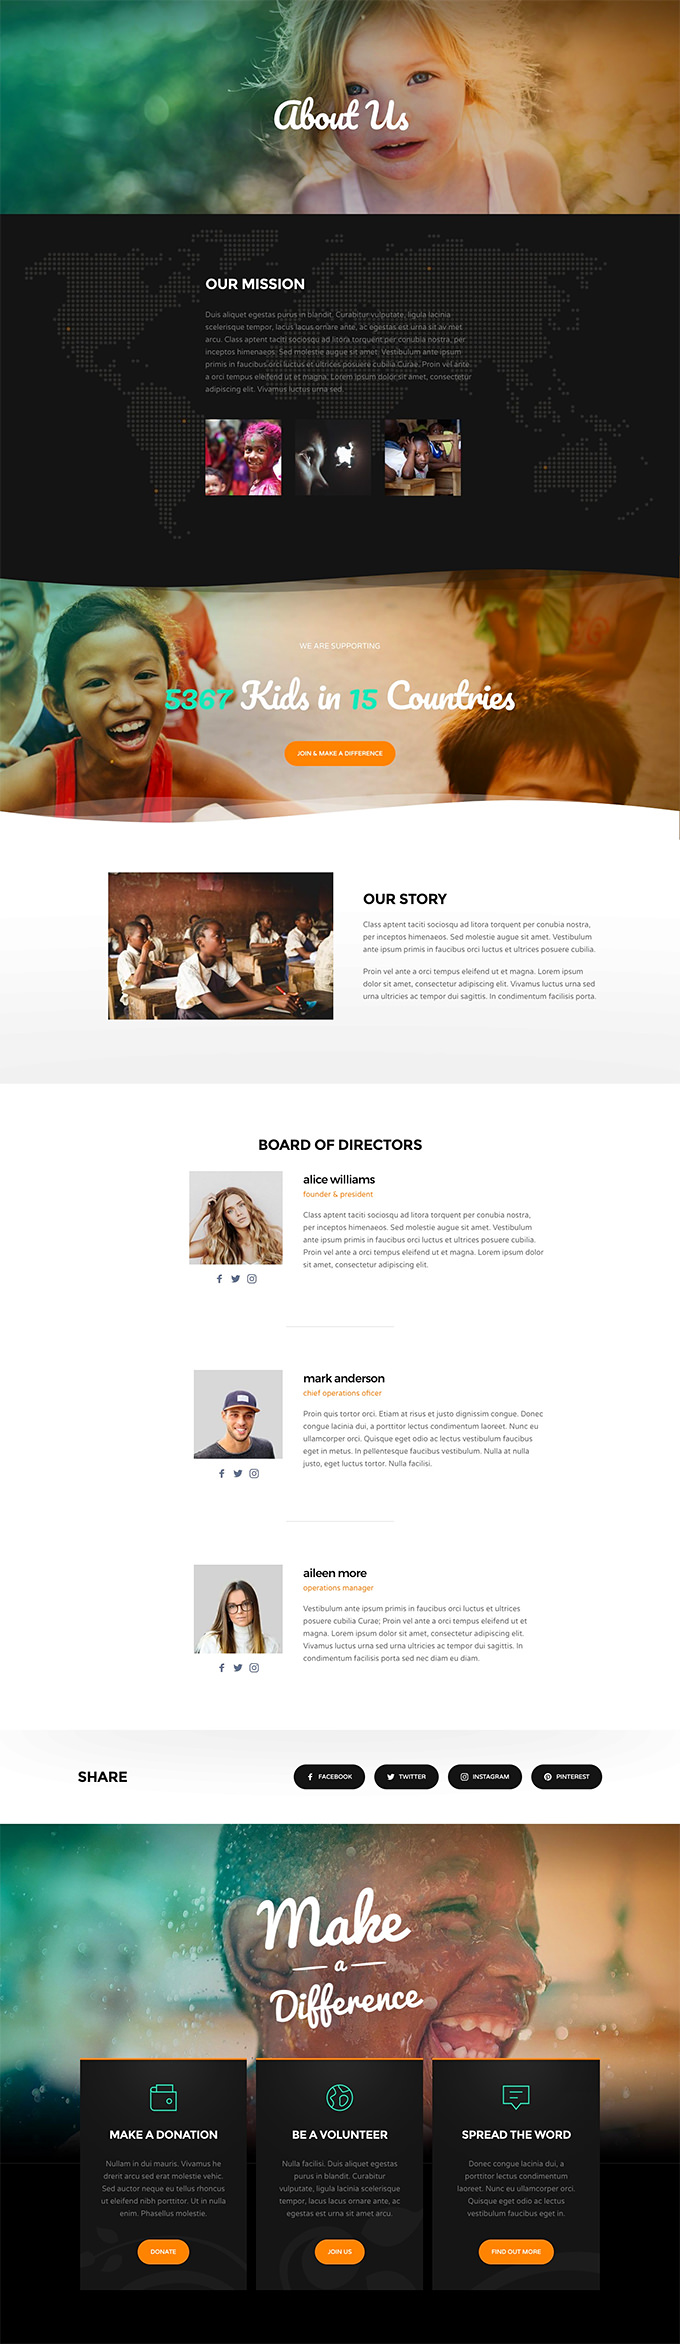 About Us
OUR MISSION
Duis aliquet egestas purus in blandit. Curabitur vulputate, ligula lacinia
scelerisque tempor, lacus lacus ornare ante, ac egestas est urna sit av met
arcu. Class aptent taciti sociosqu ad litora torquent per conubia nostra, per
inceptos himenaeos. Sed molestie augue sit amet. Vestibulum ante ipsum
primis in faucibus orci luctus et ultrices posuere cubilia Curae. Proin vel ante
a orci tempus eleifend ut et magna. Lorem ipsum dolor sit amet, consectetur
adipiscing elit. Vivamus luctus urna sed.
WE ARE SUPPORTING
5367 Kids in 15 Countries
JOIN & MAKE A DIFFERENCE
OUR STORY
Class aptent taciti sociosqu ad litora torquent per conubia nostra,
per inceptos himenaeos. Sed molestie augue sit amet. Vestibulum
ante ipsum primis in faucibus orci luctus et ultrices posuere cubilia.
Proin vel ante a orci tempus eleifend ut et magna. Lorem ipsum
dolor sit amet, consectetur adipiscing elit. Vivamus luctus urna sed
urna ultricies ac tempor dui sagittis. In condimentum facilisis porta.
BOARD OF DIRECTORS
alice williams
founder & president
Class aptent taciti sociosqu ad litora torquent per conubia nostra,
per inceptos himenaeos. Sed molestie augue sit amet. Vestibulum
ante ipsum primis in faucibus orci luctus et ultrices posuere cubilia.
Proin vel ante a orci tempus eleifend ut et magna. Lorem ipsum dolor
sit amet, consectetur adipiscing elit.
mark anderson
chief operations oficer
Proin quis tortor orci. Etiam at risus et justo dignissim congue. Donec
congue lacinia dui, a porttitor lectus condimentum laoreet. Nunc eu
ullamcorper orci. Quisque eget odio ac lectus vestibulum faucibus
eget in metus. In pellentesque faucibus vestibulum. Nulla at nulla
justo, eget luctus tortor. Nulla facilisi.
aileen more
operations manager
Vestibulum ante ipsum primis in faucibus orci luctus et ultrices
posuere cubilia Curae; Proin vel ante a orci tempus eleifend ut et
magna. Lorem ipsum dolor sit amet, consectetur adipiscing elit.
Vivamus luctus urna sed urna ultricies ac tempor dui sagittis. In
condimentum facilisis porta sed nec diam eu diam.
SHARE
FACEBOOK
TWITTER
INSTAGRAM
PINTEREST
Make
a
Difference
MAKE A DONATION
Nullam in dui mauris. Vivamus he
drerit arcu sed erat molestie vehic.
Sed auctor neque eu tellus rhoncus
ut eleifend nibh porttitor. Ut in nulla
enim. Phasellus molestie.
DONATE
BE A VOLUNTEER
Nulla facilisi. Duis aliquet egestas
purus in blandit. Curabitur
vulputate, ligula lacinia scelerisque
tempor, lacus lacus ornare ante, ac
egestas est urna sit amet arcu.
JOIN US
SPREAD THE WORD
Donec congue lacinia dui, a
porttitor lectus condimentum
laoreet. Nunc eu ullamcorper orci.
Quisque eget odio ac lectus
vestibulum faucibus eget in.
FIND OUT MORE